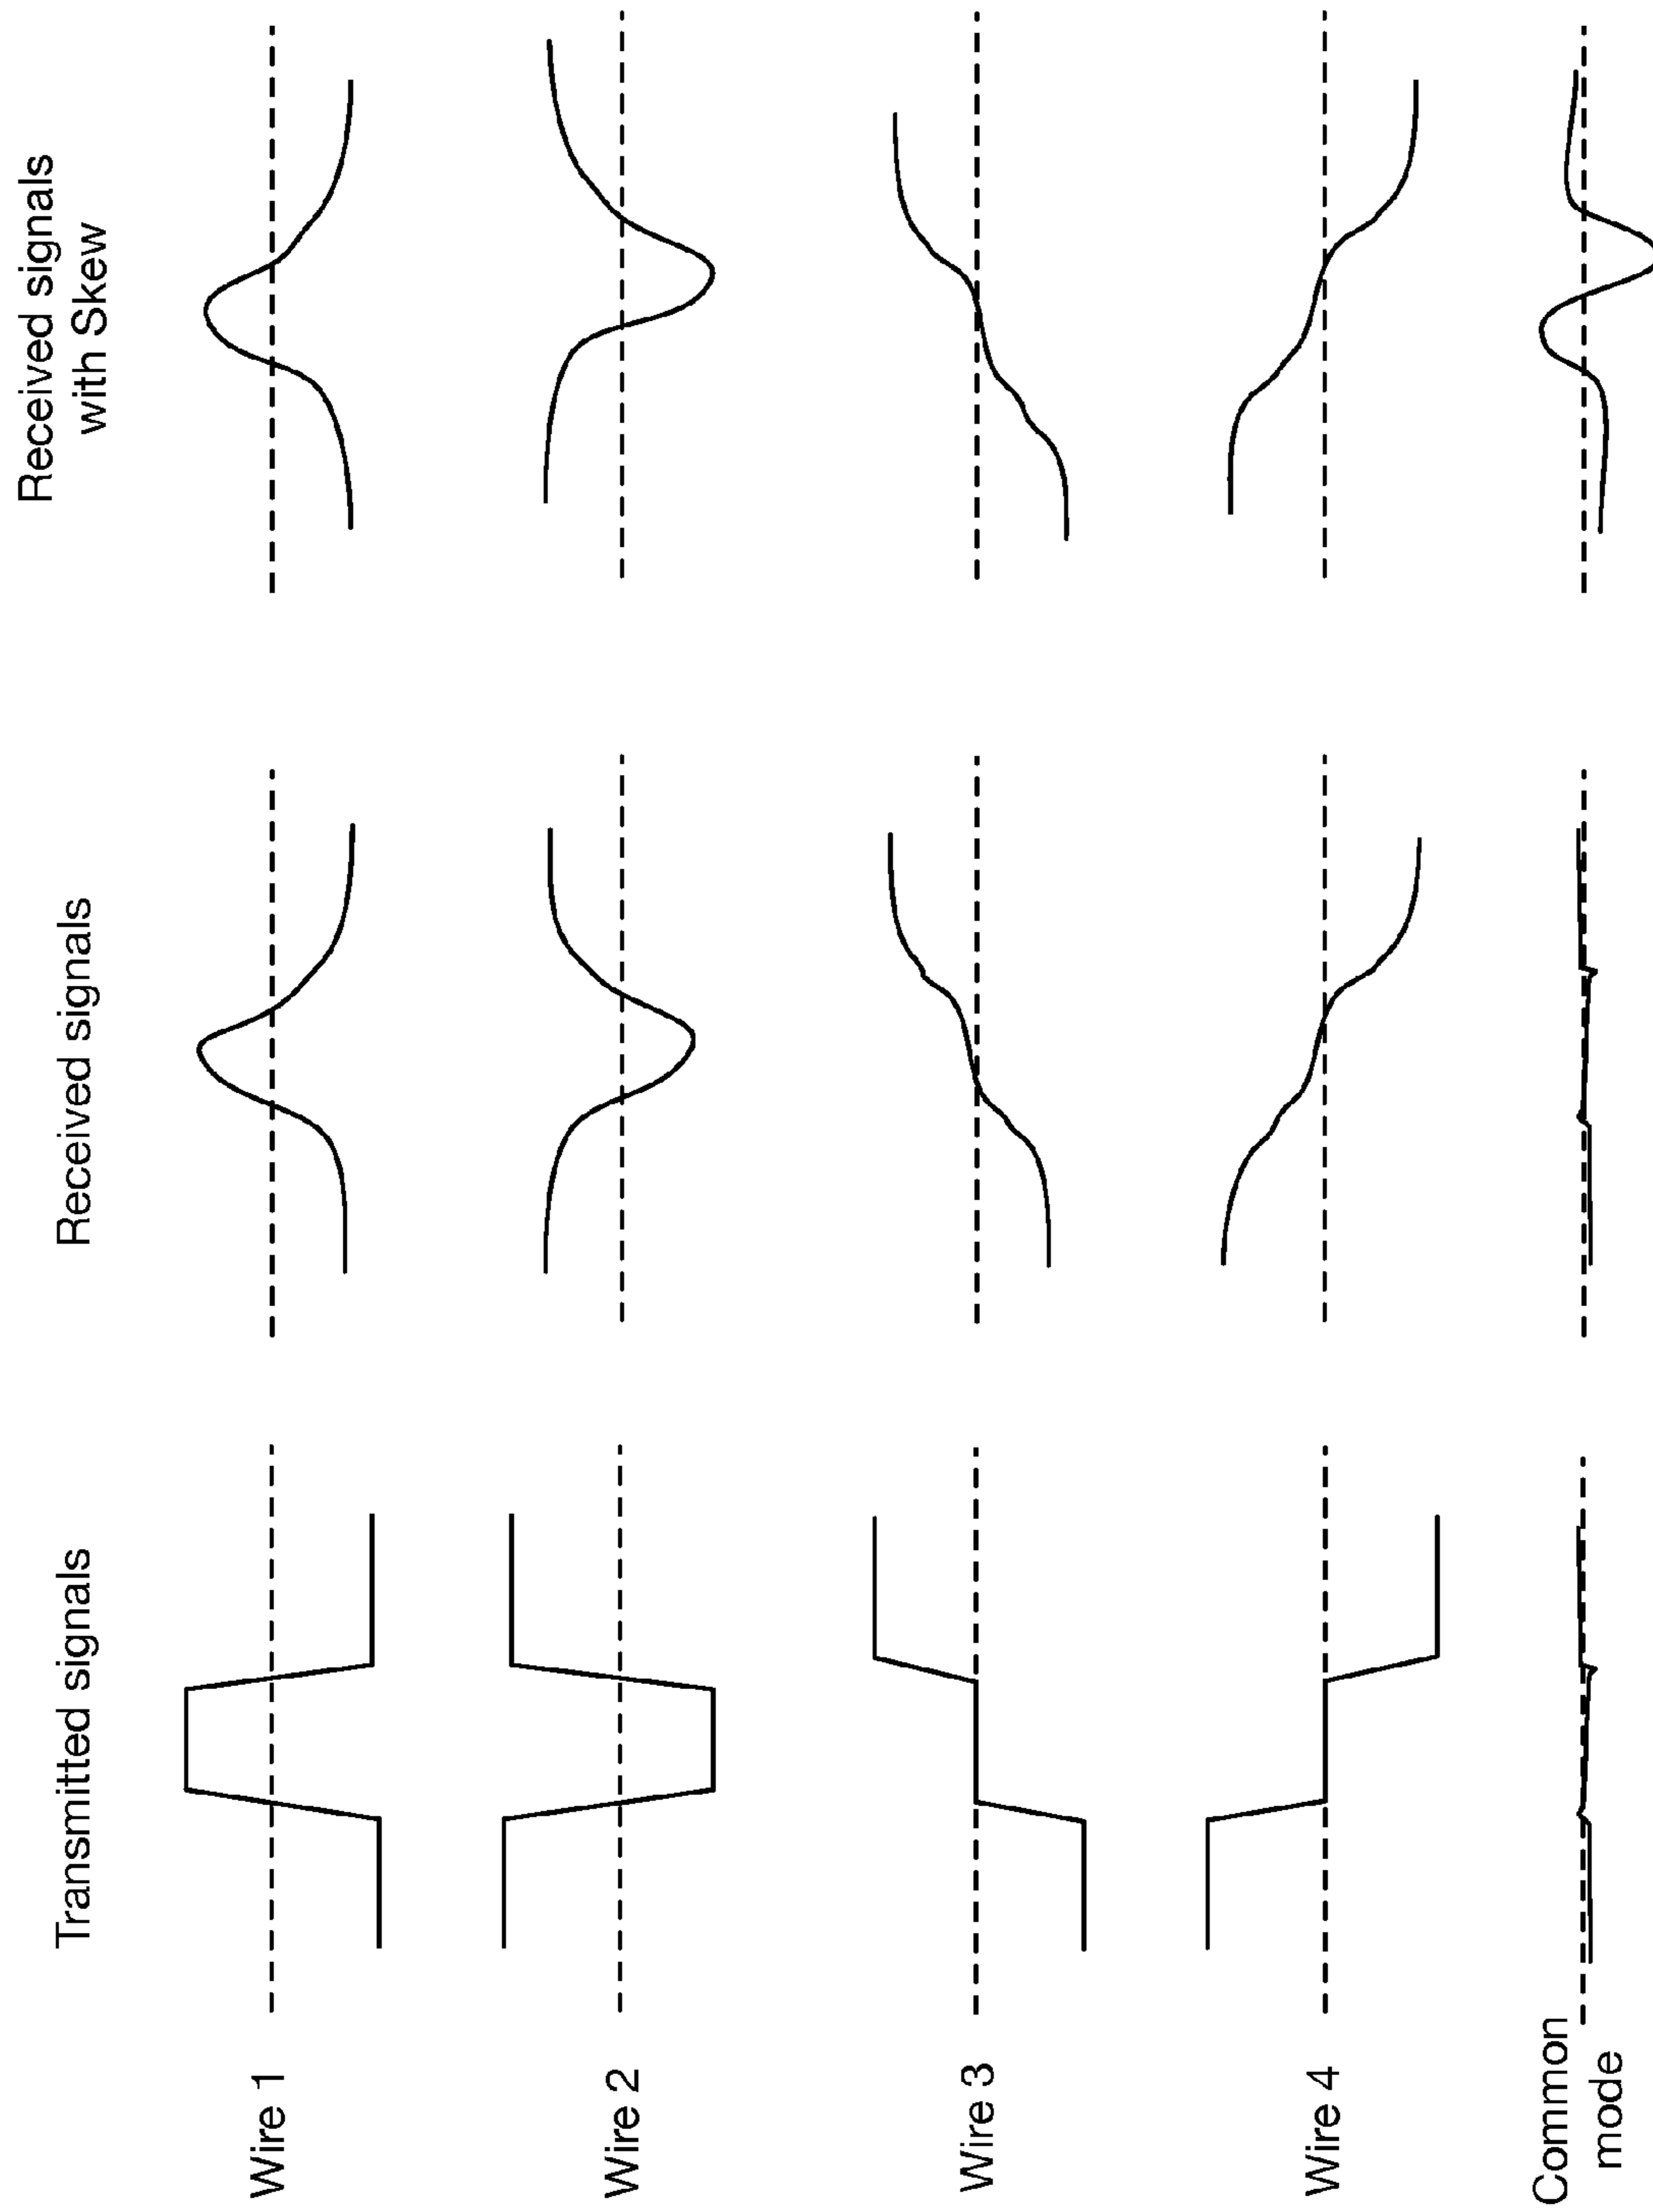 Transmitted signals
Received signals
Received signals
with Skew
Wire 1
Wire 2
Wire 3
Wire 4
Common
mode